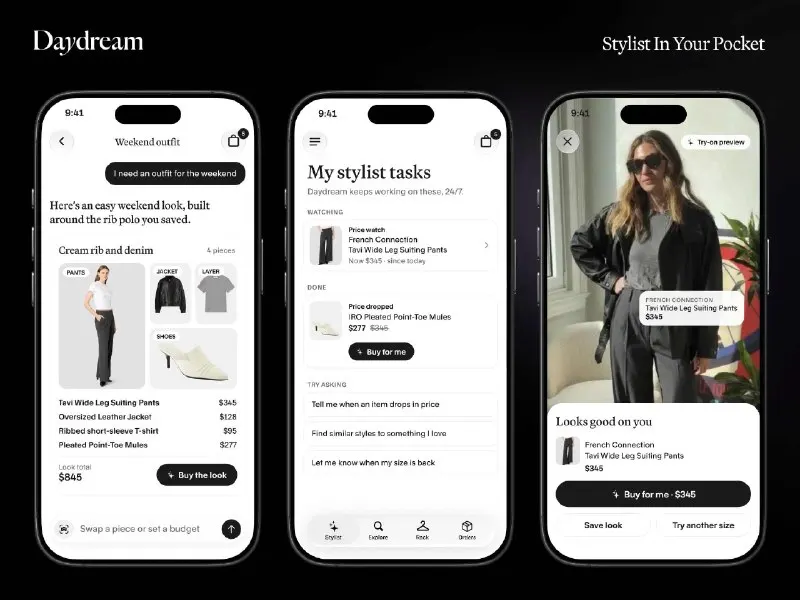 Daydream
Stylist In Your Pocket
9:41
Weekend outfit
6
I need an outfit for the weekend
Here's an easy weekend look, built
around the rib polo you saved.
Cream rib and denim
4 pieces
PANTS
JACKET
LAYER
SHOES
Tavi Wide Leg Suiting Pants
$345
Oversized Leather Jacket
$128
Ribbed short-sleeve T-shirt
$95
Pleated Point-Toe Mules
$277
Look total
$845
Buy the look
Swap a piece or set a budget
9:41
My stylist tasks
Daydream keeps working on these, 24/7.
WATCHING
Price watch
French Connection
Tavi Wide Leg Suiting Pants
Now $345 · since today
DONE
Price dropped
IRO Pleated Point-Toe Mules
$277 $345
Buy for me
TRY ASKING
Tell me when an item drops in price
Find similar styles to something I love
Let me know when my size is back
Stylist
Explore
Rack
Orders
9:41
Try-on preview
FRENCH CONNECTION
Tavi Wide Leg Suiting Pants
$345
Looks good on you
French Connection
Tavi Wide Leg Suiting Pants
$345
Buy for me · $345
Save look
Try another size